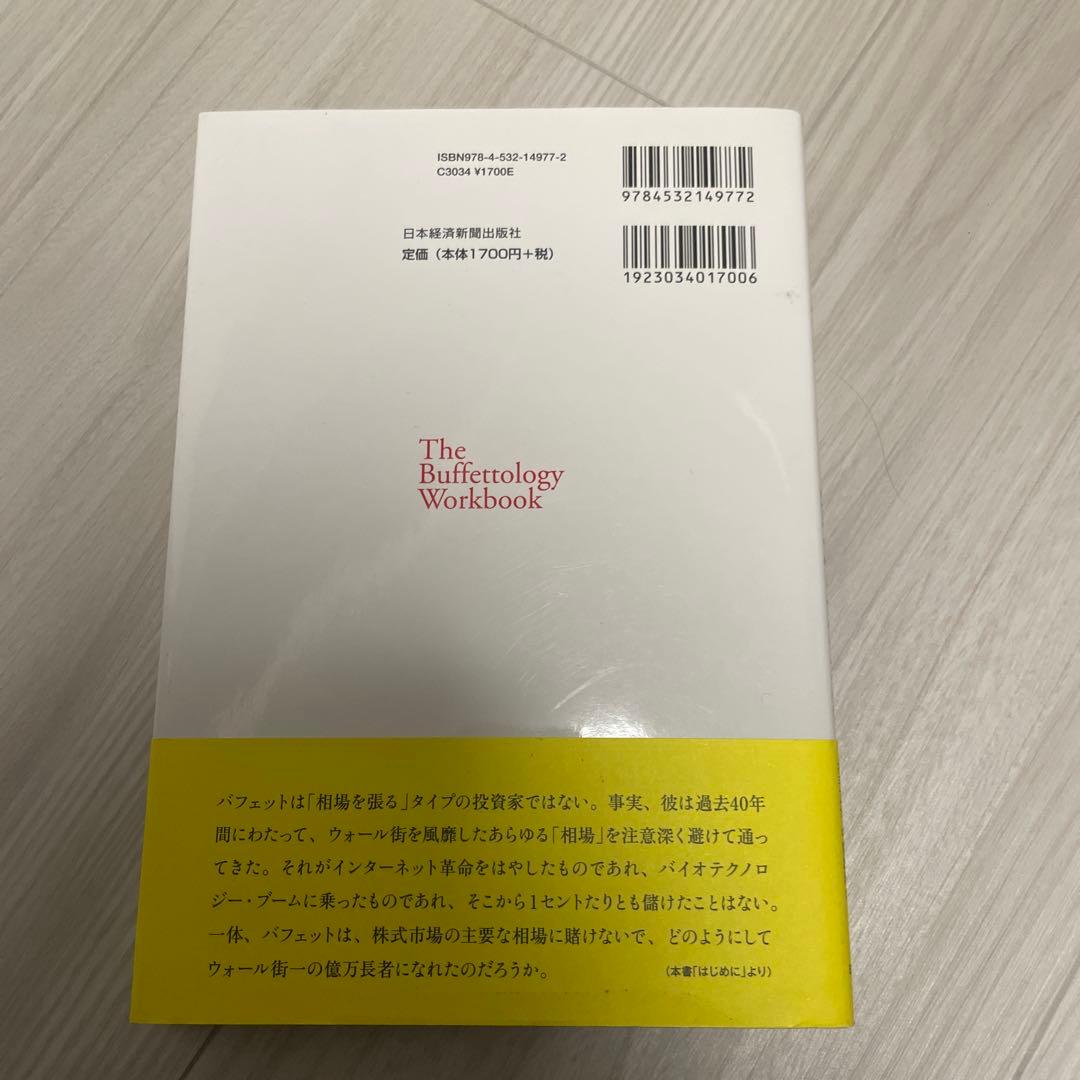 ISBN978-4-532-14977-2
C3034 ¥1700E
9784532149772
日本経済新聞出版社
定価（本体1700円＋税）
1923034017006
The
Buffettology
Workbook
バフェットは「相場を張る」タイプの投資家ではない。事実、彼は過去40年
間にわたって、ウォール街を風靡したあらゆる「相場」を注意深く避けて通っ
てきた。それがインターネット革命をはやしたものであれ、バイオテクノロ
ジー・ブームに乗ったものであれ、そこから1セントたりとも儲けたことはない。
一体、バフェットは、株式市場の主要な相場に賭けないで、どのようにして
ウォール街一の億万長者になれたのだろうか。
（本書「はじめに」より）